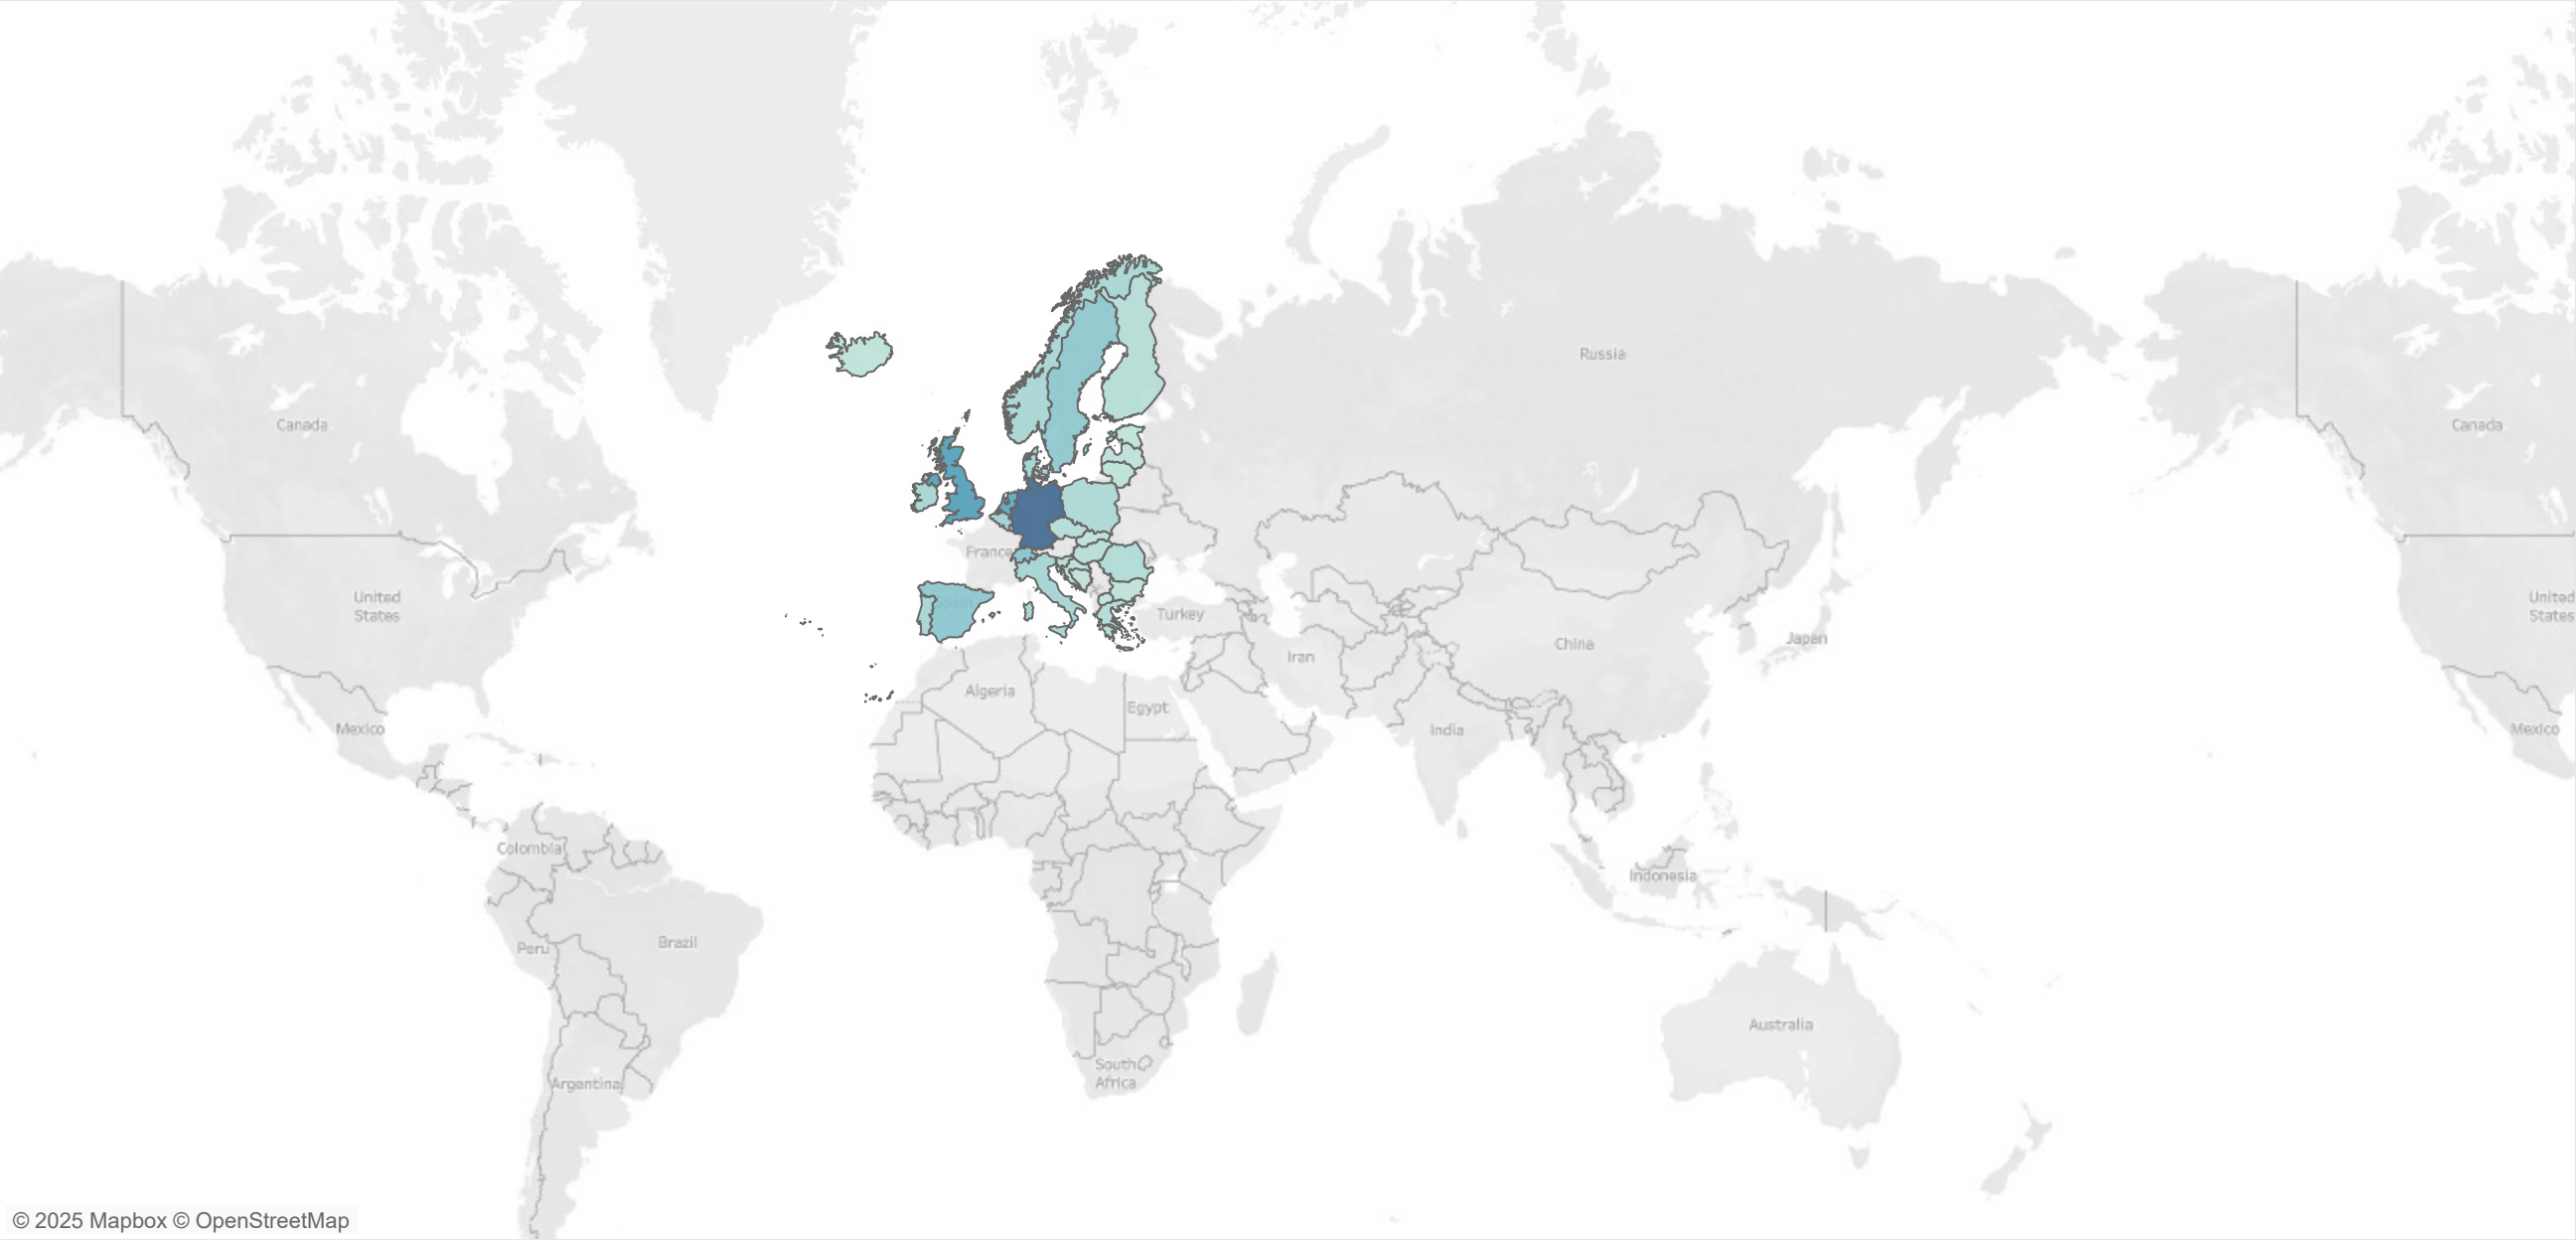 Russia
Canada
Canada
France
United
States
Spain
Turkey
United
States
China
Japan
Iran
Algeria
Egypt
Mexico
India
Mexico
Colombia
Indonesia
Peru
Brazil
Australia
South
Africa
Argentina
© 2025 Mapbox © OpenStreetMap